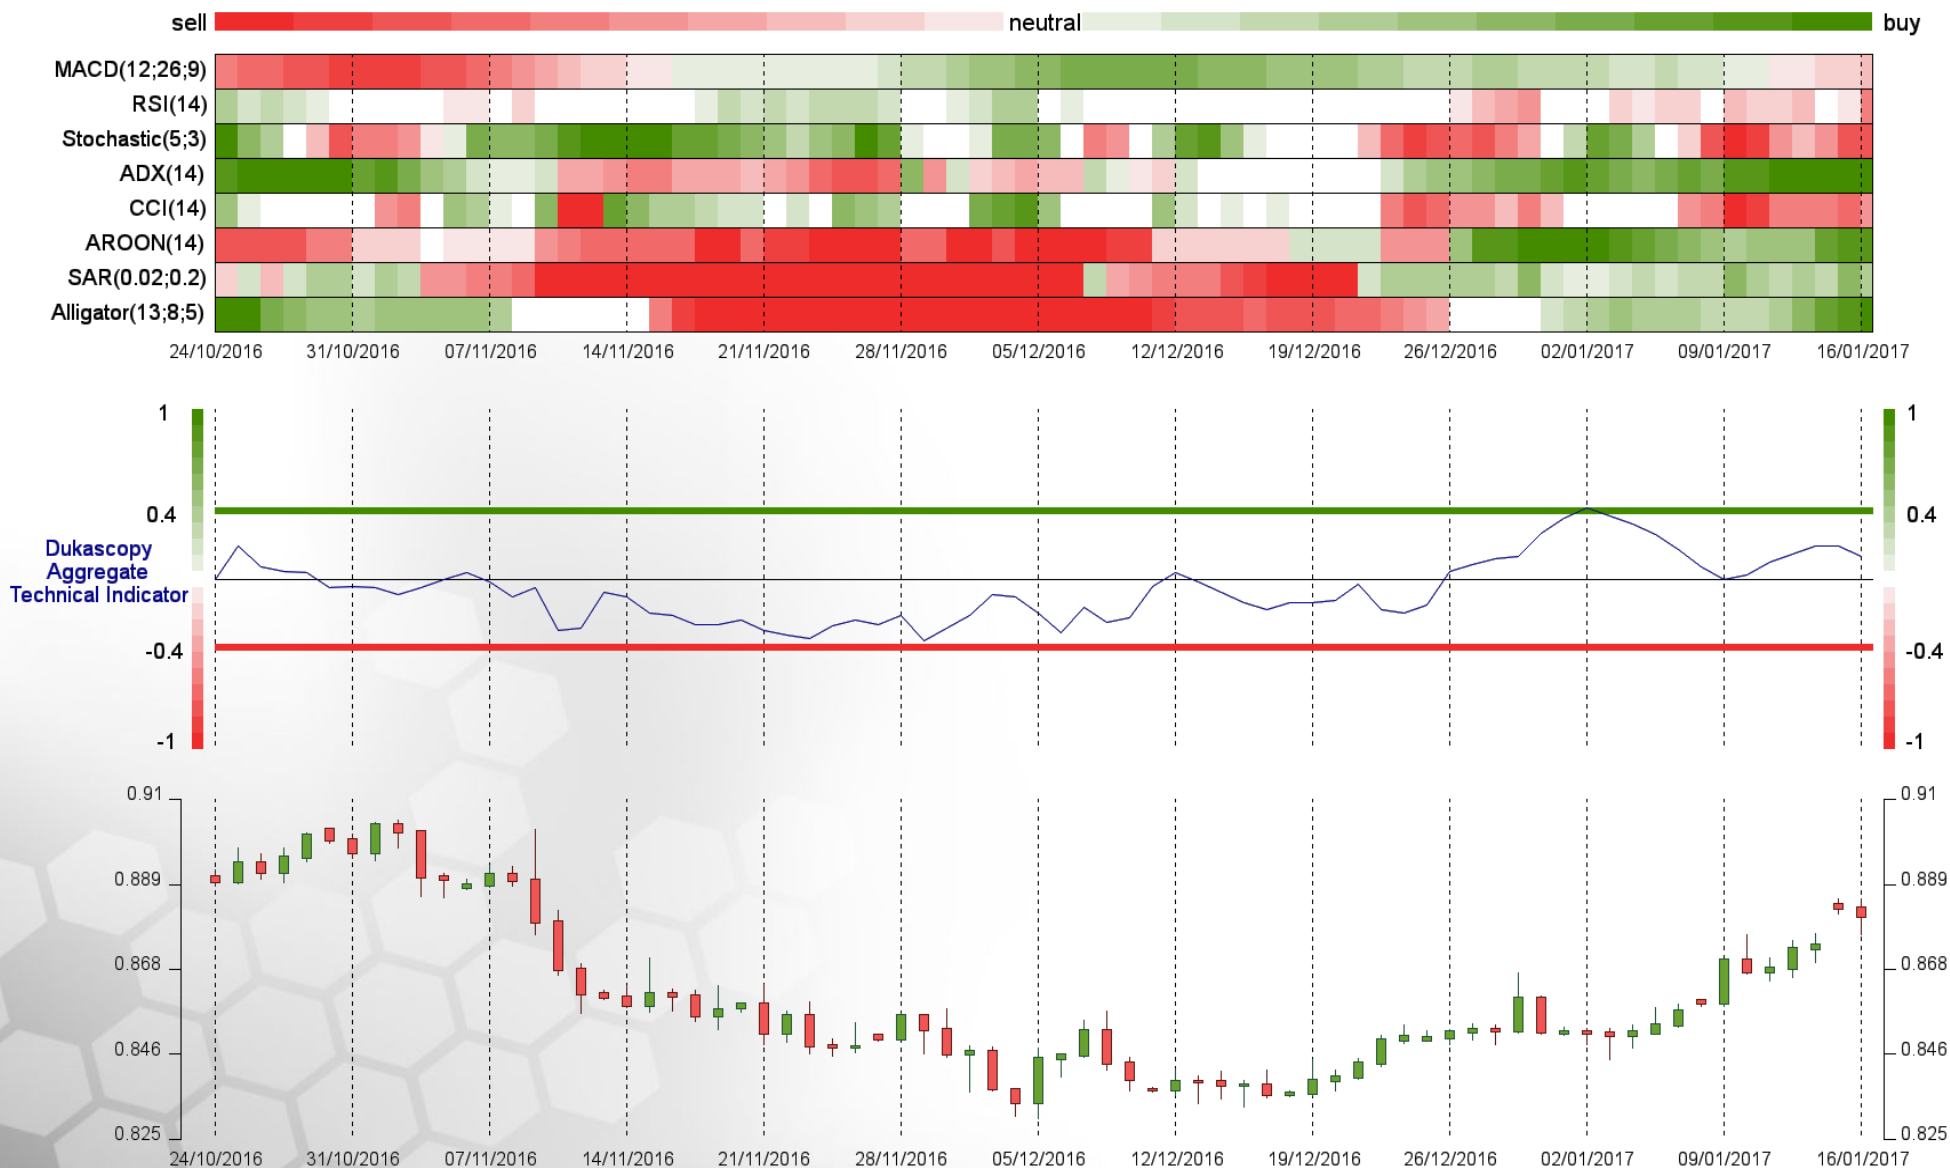 sell neutral buy
MACD(12;26;9)
RSI(14)
Stochastic(5;3)
ADX(14)
CCI(14)
AROON(14)
SAR(0.02;0.2)
Alligator(13;8;5)
24/10/2016 31/10/2016 07/11/2016 14/11/2016 21/11/2016 28/11/2016 05/12/2016 12/12/2016 19/12/2016 26/12/2016 02/01/2017 09/01/2017 16/01/2017
1 1
0.4 0.4
Dukascopy
Aggregate
Technical Indicator
-0.4 -0.4
-1 -1
0.91 0.91
0.889 0.889
0.868 0.868
0.846 0.846
0.825 0.825
24/10/2016 31/10/2016 07/11/2016 14/11/2016 21/11/2016 28/11/2016 05/12/2016 12/12/2016 19/12/2016 26/12/2016 02/01/2017 09/01/2017 16/01/2017